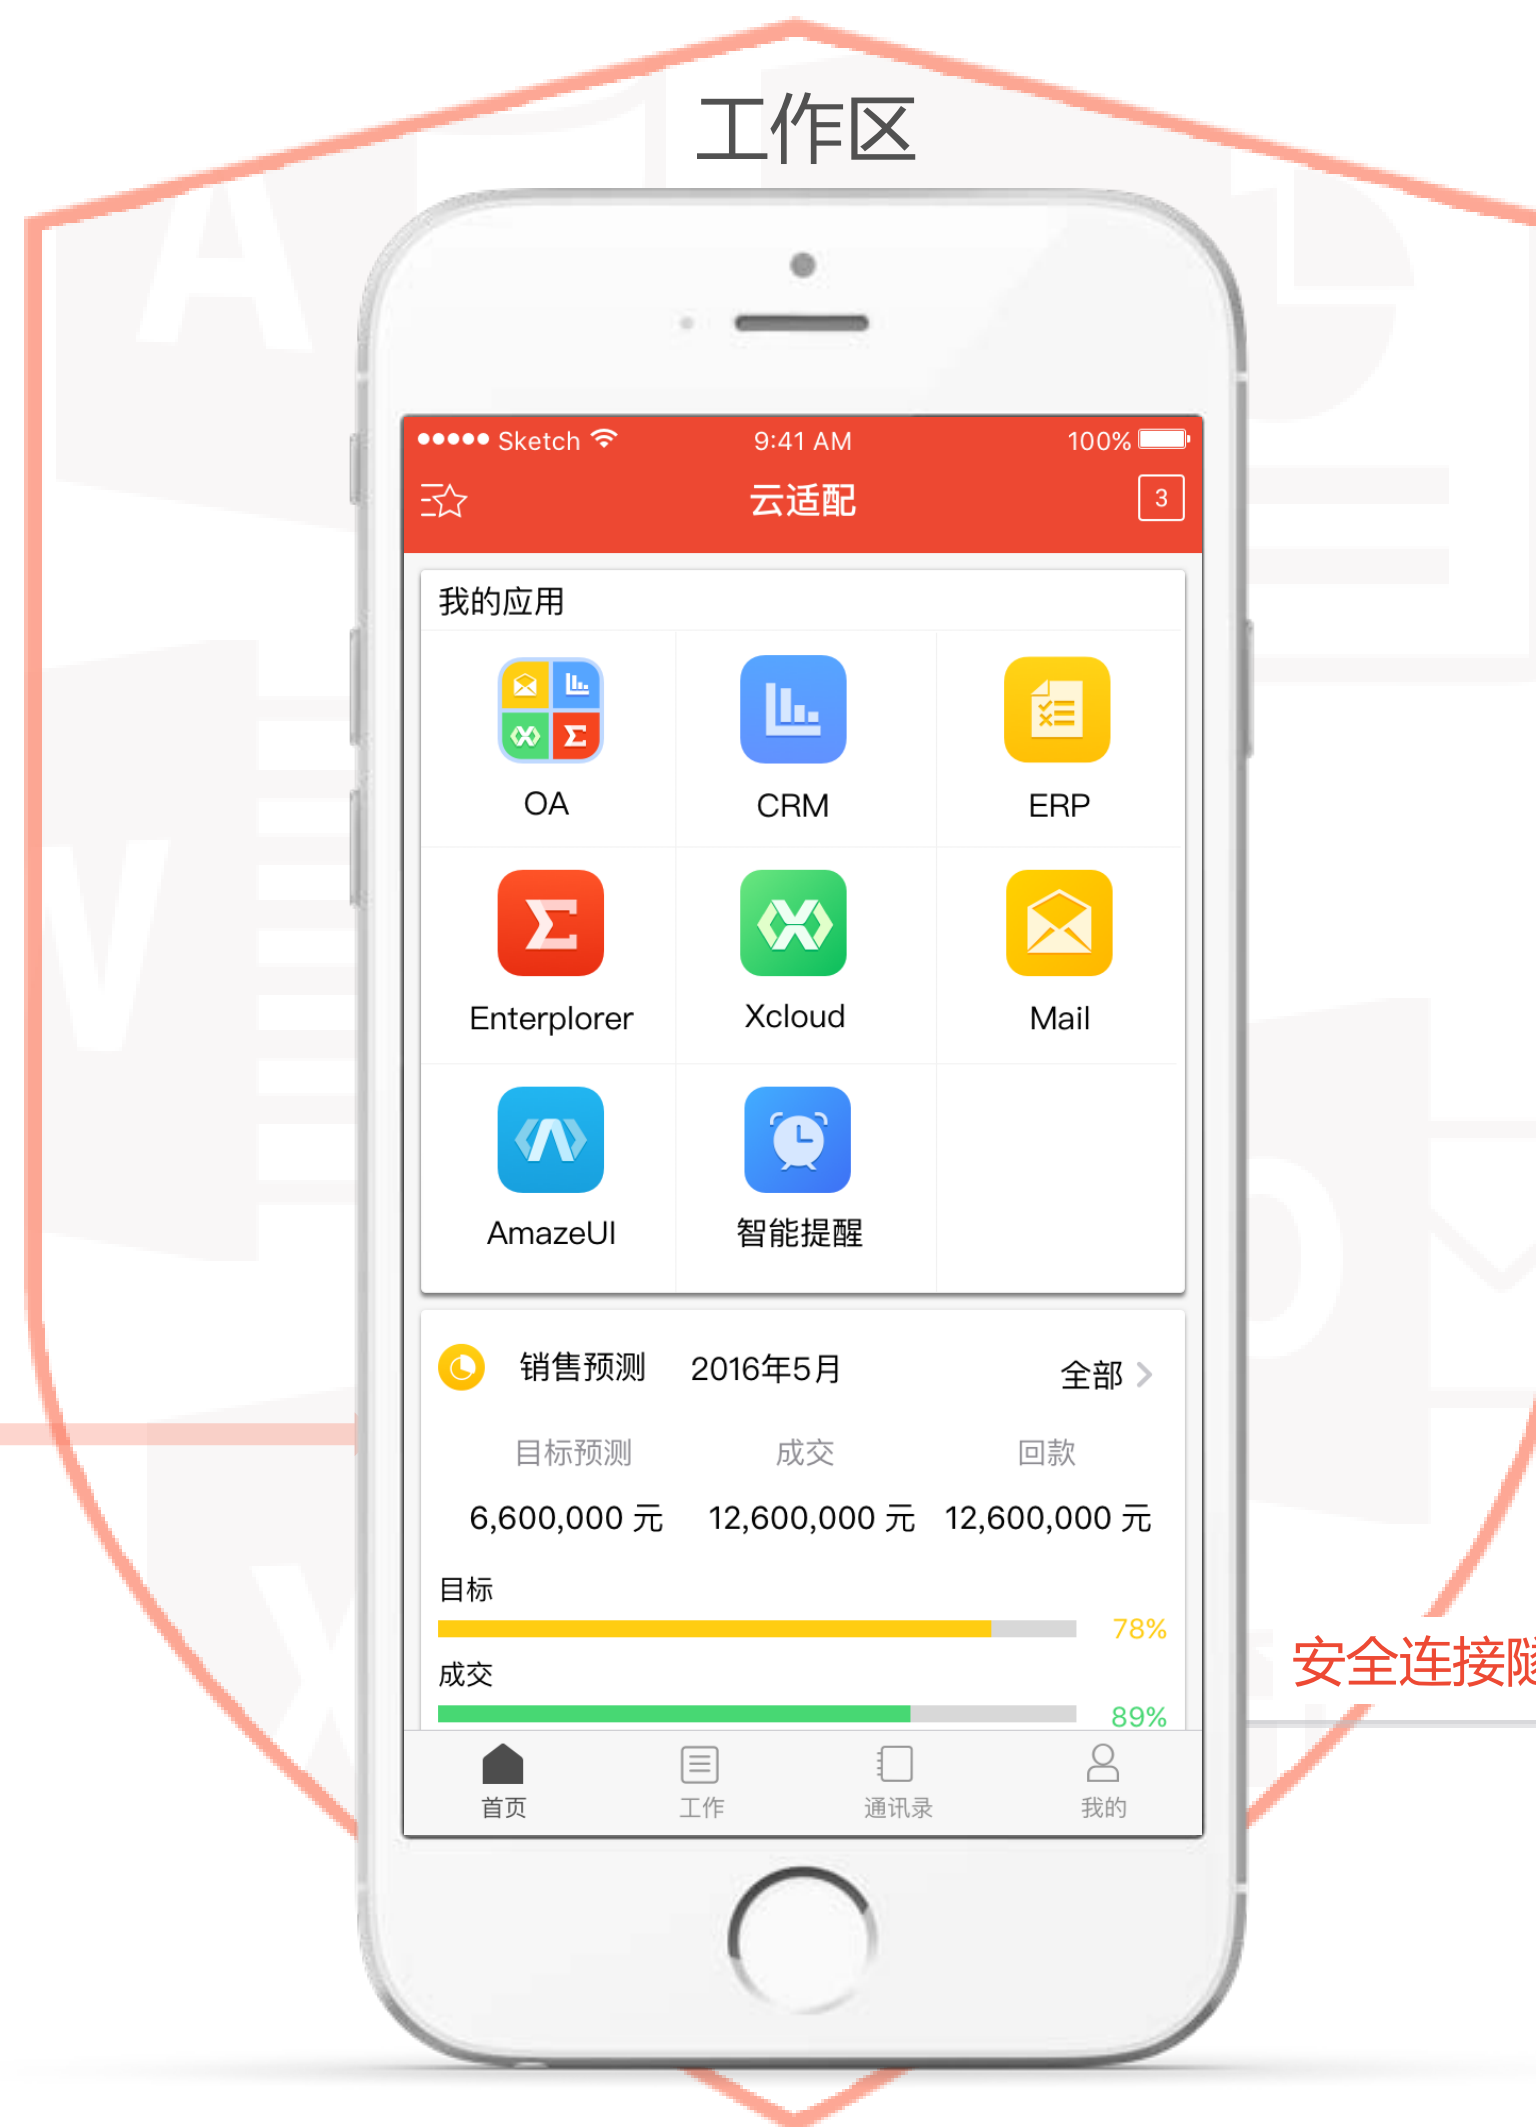 工作区
Sketch 9:41 AM 100%
云适配 3
我的应用
OA CRM ERP
Enterplorer Xcloud Mail
AmazeUI 智能提醒
销售预测 2016年5月 全部
目标预测 成交 回款
6,600,000 元 12,600,000 元 12,600,000 元
目标
78%
安全连接
成交
89%
首页 工作 通讯录 我的